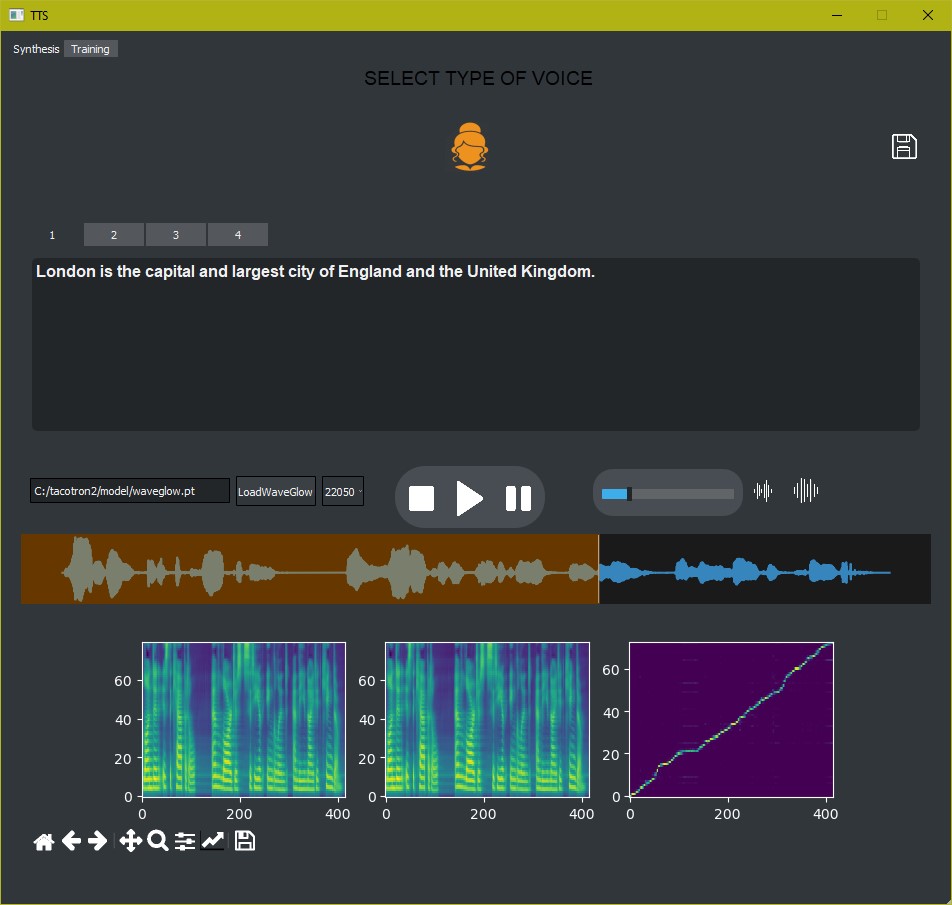 TTS
Synthesis Training
SELECT TYPE OF VOICE
1 2 3 4
London is the capital and largest city of England and the United Kingdom.
C:/tacotron2/model/waveglow.pt LoadWaveGlow 22050
60 60 60
40 40 40
20 20 20
0 0 0
0 200 400 0 200 400 0 200 400